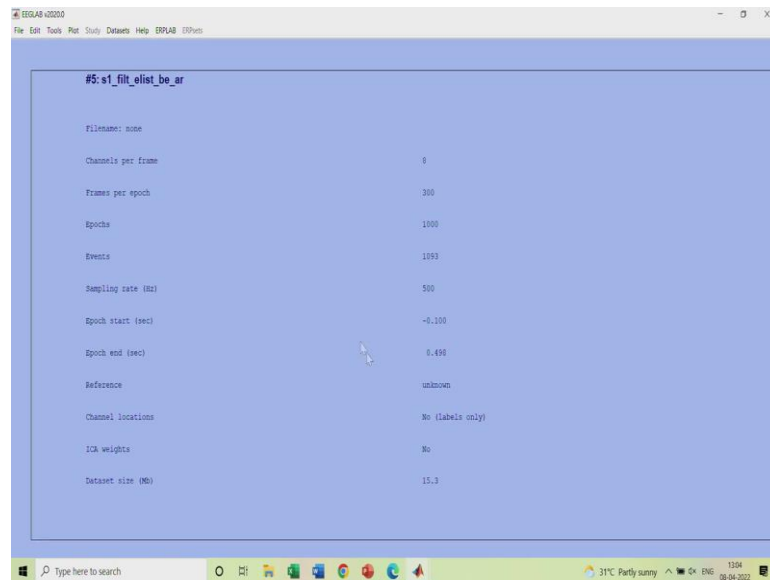 EEGLAB v2020.0
File Edit Tools Plot Study Datasets Help ERPLAB ERPsets
#5: s1_filt_elist_be_ar
Filename: none
Channels per frame 8
Frames per epoch 300
Epochs 1000
Events 1093
Sampling rate (Hz) 500
Epoch start (sec) -0.100
Epoch end (sec) 0.498
Reference unknown
Channel locations No (labels only)
ICA weights No
Dataset size (Mb) 15.3
Type here to search 31°C Partly sunny ENG 13:04
08-04-2022